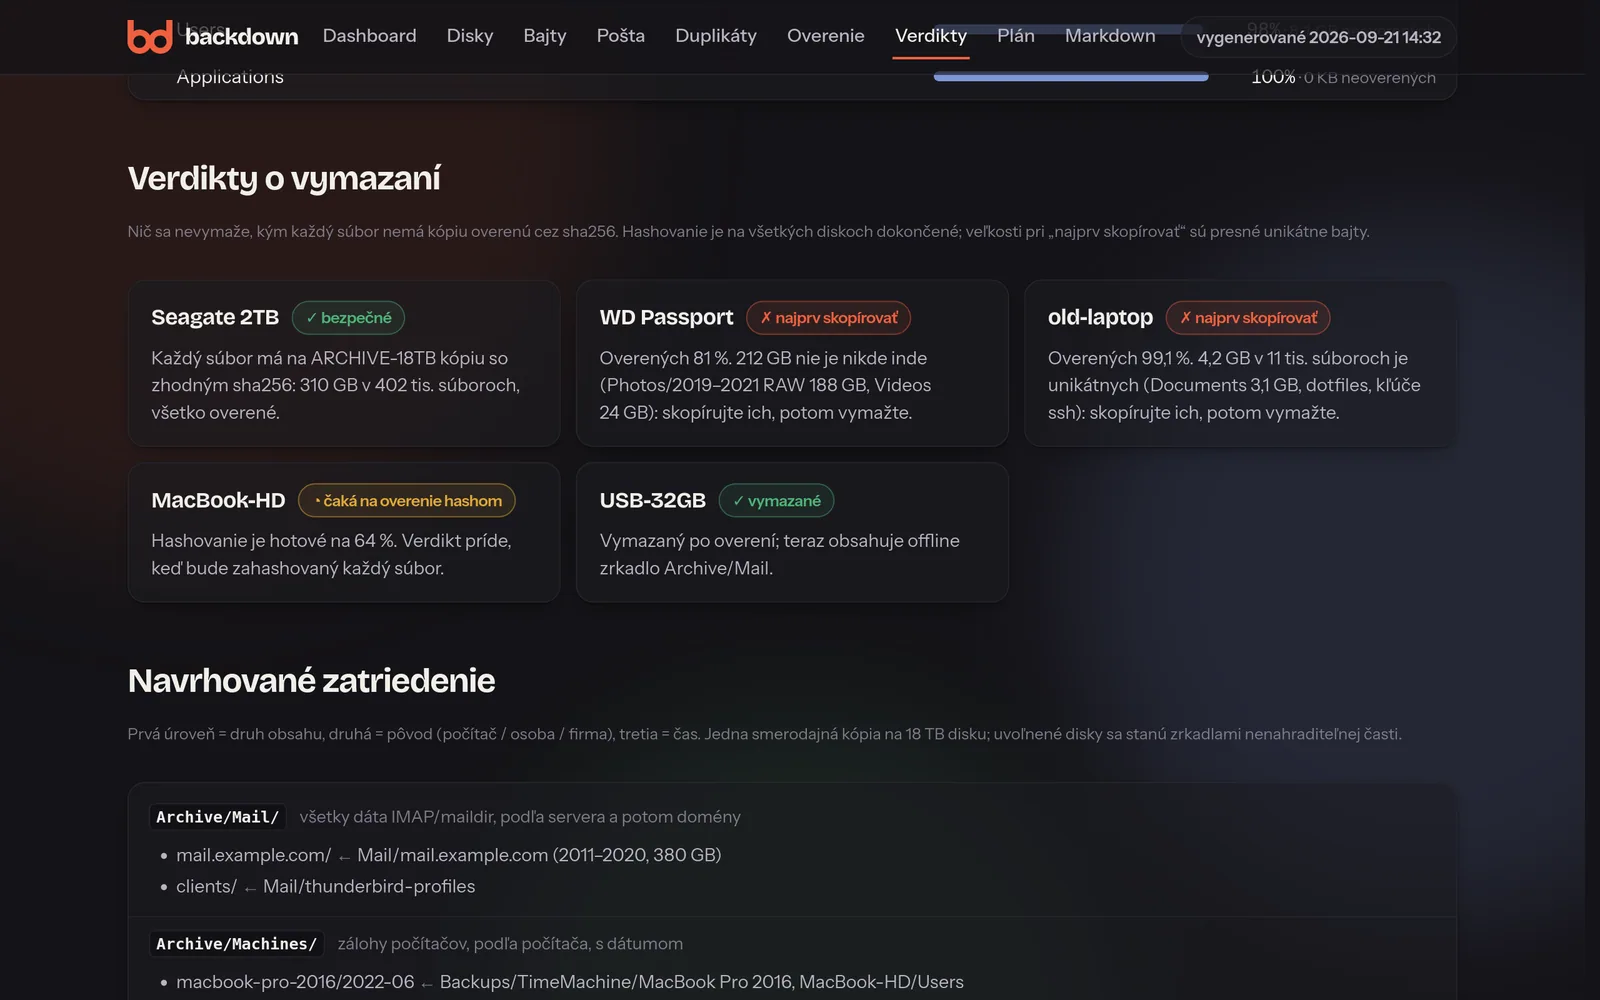 Users
98%
backdown Dashboard Disky Bajty Pošta Duplikáty Overenie Verdikty Plán Markdown vygenerované 2026-09-21 14:32
Applications 100% · 0 KB neoverených
Verdikty o vymazaní
Nič sa nevymaže, kým každý súbor nemá kópiu overenú cez sha256. Hashovanie je na všetkých diskoch dokončené; veľkosti pri „najprv skopírovať“ sú presné unikátne bajty.
Seagate 2TB ✓ bezpečné
Každý súbor má na ARCHIVE-18TB kópiu so
zhodným sha256: 310 GB v 402 tis. súboroch,
všetko overené.
WD Passport ✗ najprv skopírovať
Overených 81 %. 212 GB nie je nikde inde
(Photos/2019–2021 RAW 188 GB, Videos
24 GB): skopírujte ich, potom vymažte.
old-laptop ✗ najprv skopírovať
Overených 99,1 %. 4,2 GB v 11 tis. súboroch je
unikátnych (Documents 3,1 GB, dotfiles, kľúče
ssh): skopírujte ich, potom vymažte.
MacBook-HD · čaká na overenie hashom
Hashovanie je hotové na 64 %. Verdikt príde,
keď bude zahashovaný každý súbor.
USB-32GB ✓ vymazané
Vymazaný po overení; teraz obsahuje offline
zrkadlo Archive/Mail.
Navrhované zatriedenie
Prvá úroveň = druh obsahu, druhá = pôvod (počítač / osoba / firma), tretia = čas. Jedna smerodajná kópia na 18 TB disku; uvoľnené disky sa stanú zrkadlami nenahraditeľnej časti.
Archive/Mail/ všetky dáta IMAP/maildir, podľa servera a potom domény
• mail.example.com/ ← Mail/mail.example.com (2011–2020, 380 GB)
• clients/ ← Mail/thunderbird-profiles
Archive/Machines/ zálohy počítačov, podľa počítača, s dátumom
• macbook-pro-2016/2022-06 ← Backups/TimeMachine/MacBook Pro 2016, MacBook-HD/Users